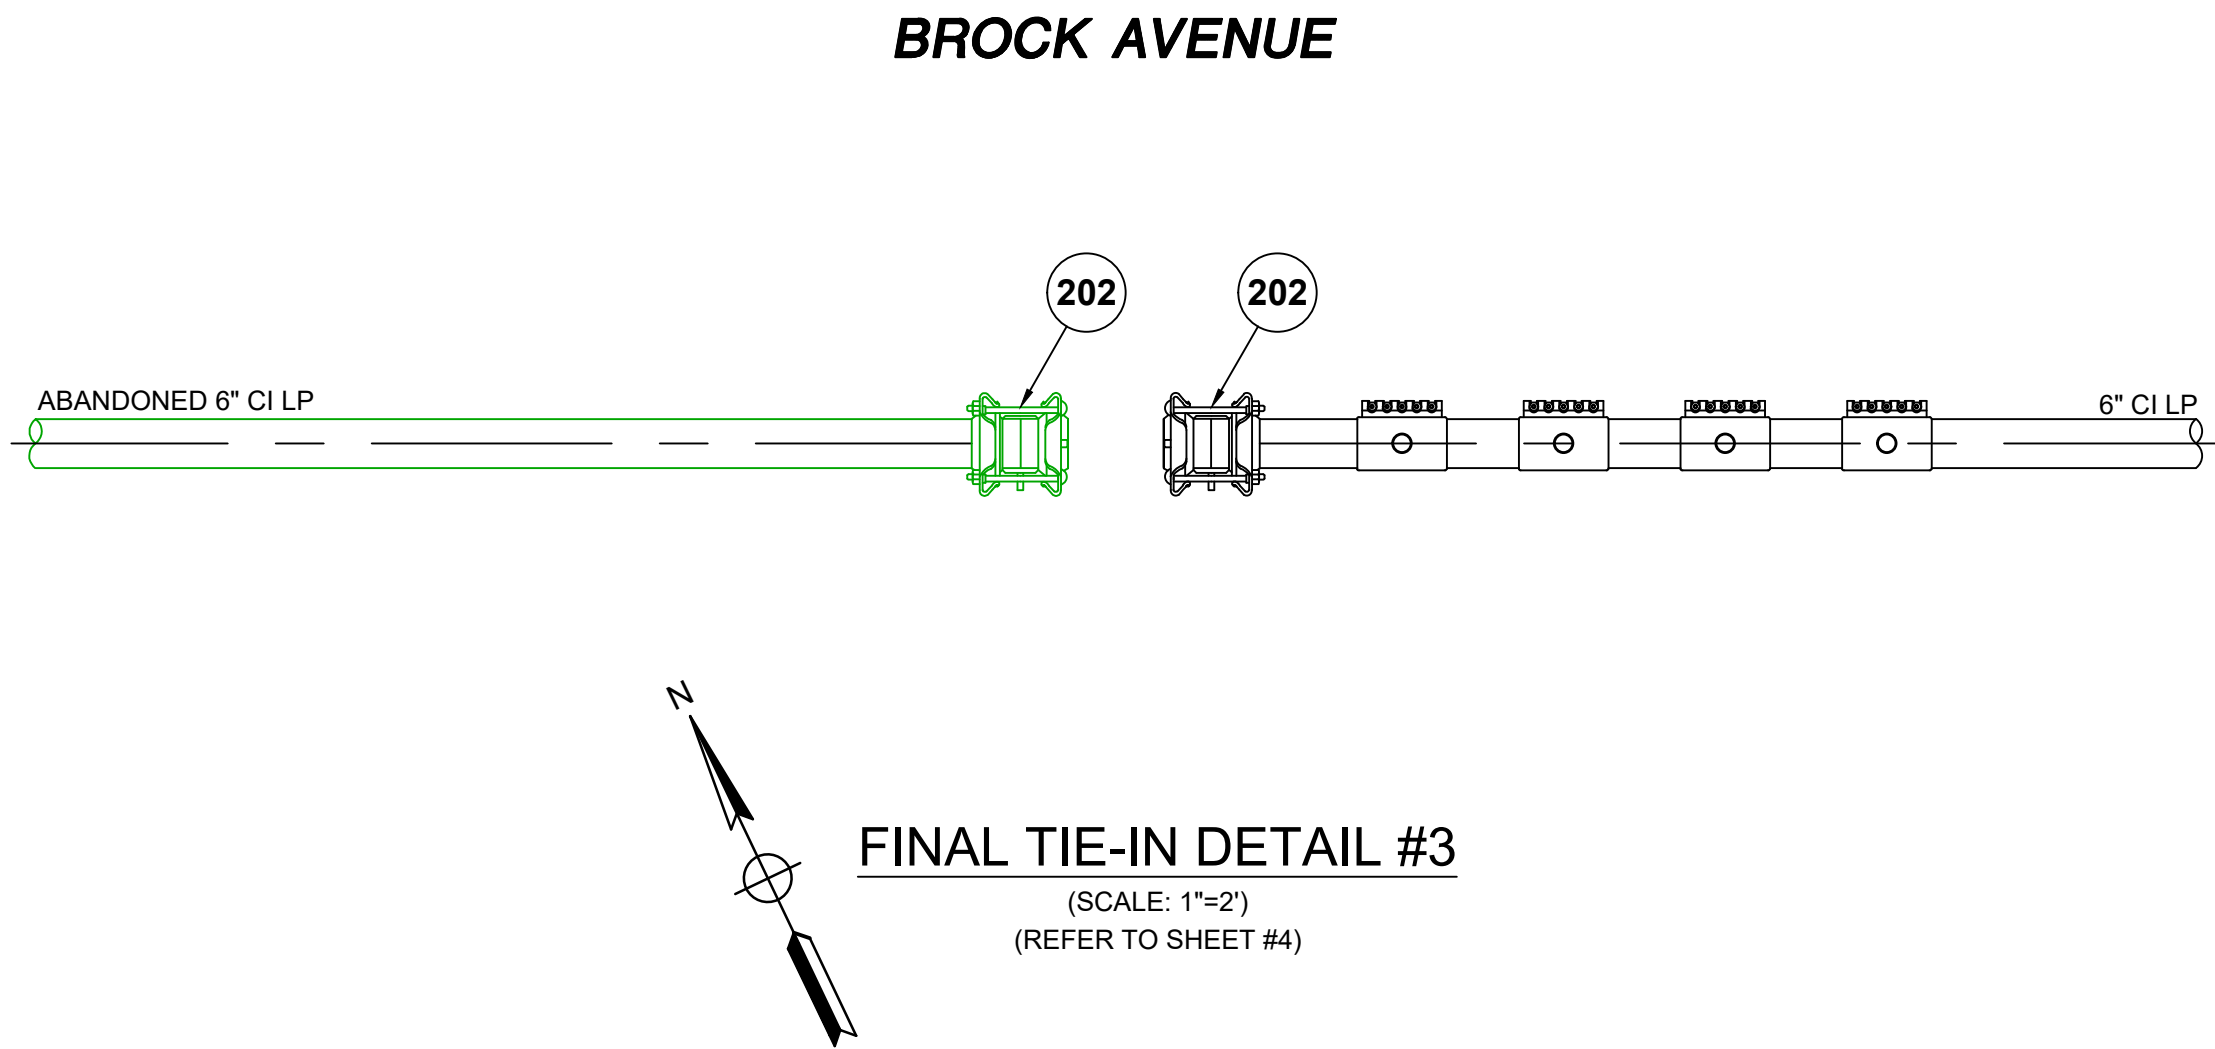 BROCK AVENUE
202 202
ABANDONED 6" CI LP
6" CI LP
N
FINAL TIE-IN DETAIL #3
(SCALE: 1"=2')
(REFER TO SHEET #4)